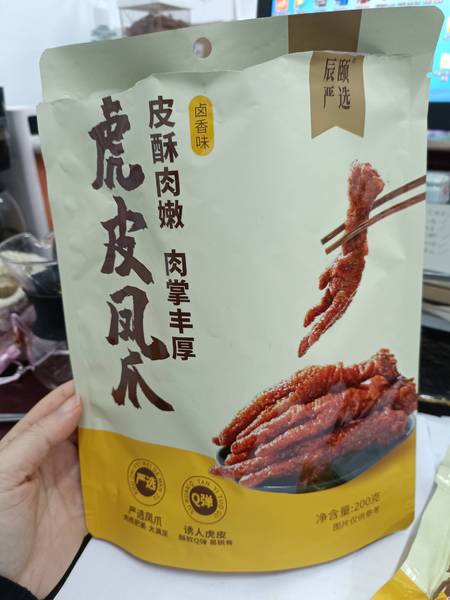 辰颐
严选
卤香味
皮酥肉嫩 肉掌丰厚
虎皮凤爪
严选
Q弹
严选凤爪
诱人虎皮
净含量:200克
图片仅供参考